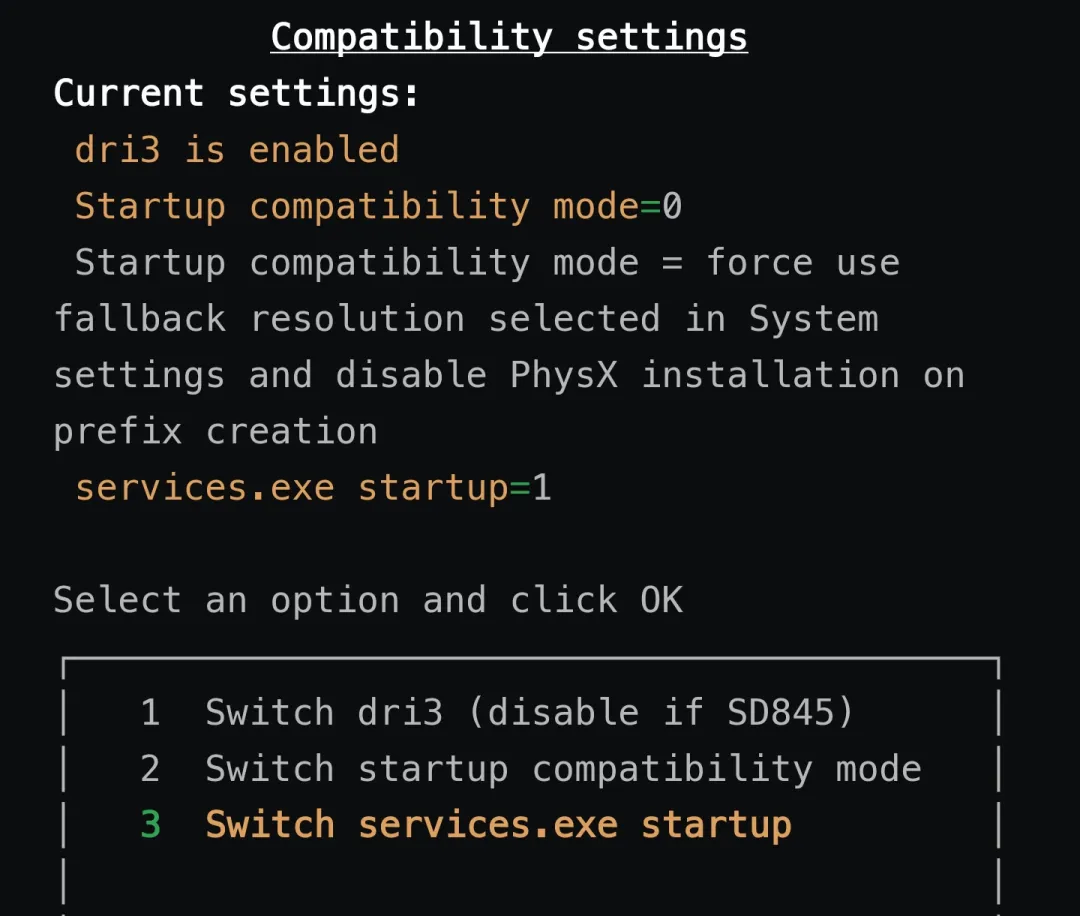 Compatibility settings
Current settings:
dri3 is enabled
Startup compatibility mode=0
Startup compatibility mode = force use
fallback resolution selected in System
settings and disable PhysX installation on
prefix creation
services.exe startup=1
Select an option and click OK
1 Switch dri3 (disable if SD845)
2 Switch startup compatibility mode
3 Switch services.exe startup